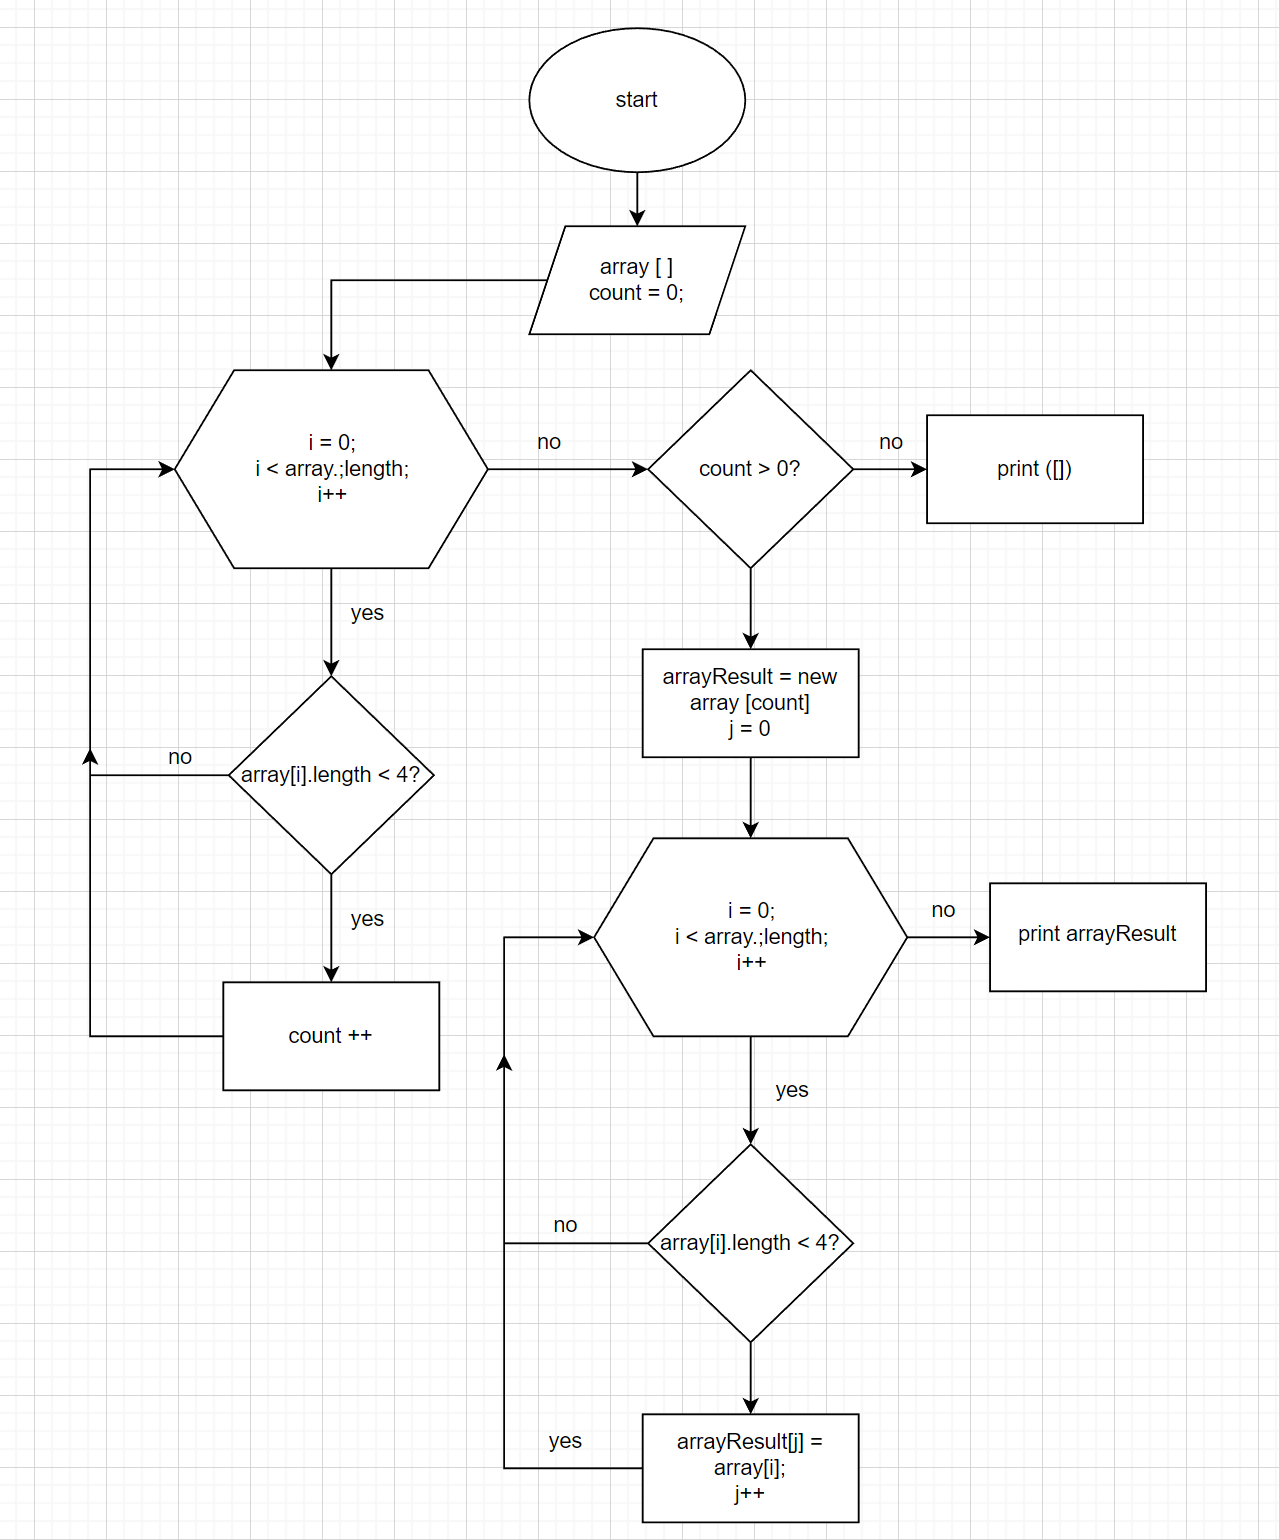 start
array [ ]
count = 0;
i = 0;
i < array.;length;
i++
no
count > 0?
no
print ([])
yes
arrayResult = new
array [count]
j = 0
no
array[i].length < 4?
yes
i = 0;
i < array.;length;
i++
no
print arrayResult
count ++
yes
no
array[i].length < 4?
yes
arrayResult[j] =
array[i];
j++